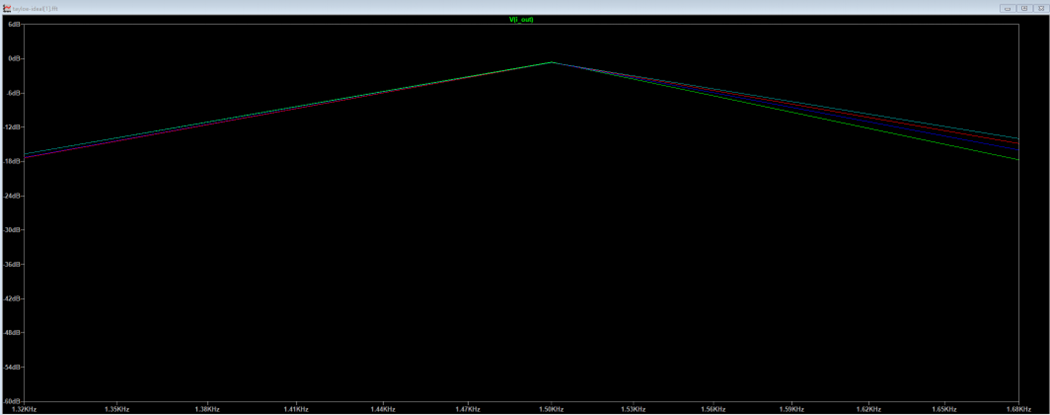 V(i_out)
6dB
0dB
-6dB
-12dB
-18dB
-24dB
-30dB
-36dB
-42dB
-48dB
-54dB
-60dB
1.32KHz 1.35KHz 1.38KHz 1.41KHz 1.44KHz 1.47KHz 1.50KHz 1.53KHz 1.56KHz 1.59KHz 1.62KHz 1.65KHz 1.68KHz